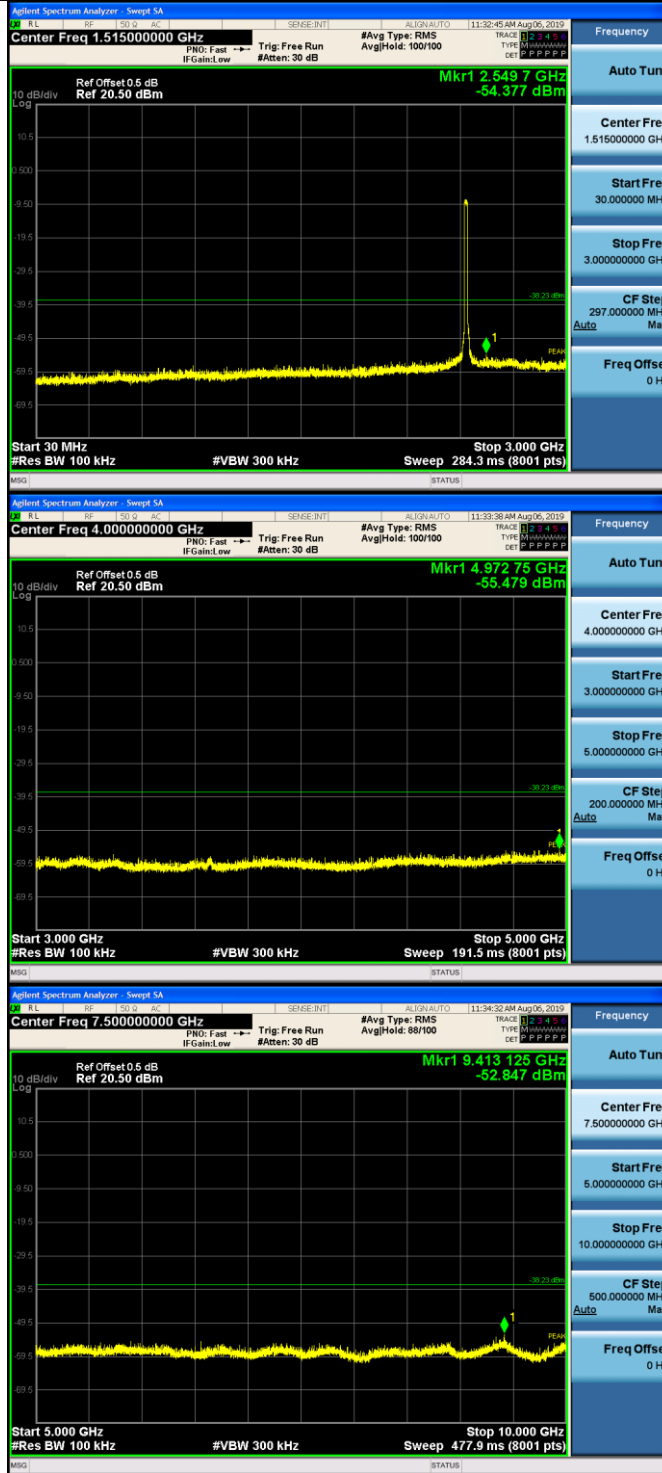 Agilent Spectrum Analyzer - Swept SA
RL RF 50 Ω AC SENSE:INT ALIGNAUTO 11:32:45 AM Aug 06, 2019
Center Freq 1.515000000 GHz #Avg Type: RMS TRACE 1 2 3 4 5 6
PNO: Fast Trig: Free Run Avg|Hold: 100/100 TYPE M
IFGain:Low #Atten: 30 dB DET P P P P P P
Frequency
Auto Tun
Ref Offset 0.5 dB Mkr1 2.549 7 GHz
10 dB/div Ref 20.50 dBm -54.377 dBm
Log
10.5
0.500
-9.50
-19.5
-29.5
-39.5
-49.5
-59.5
-69.5
-38.23 dBm
1
PEAK
Center Fre
1.515000000 GH
Start Fre
30.000000 MH
Stop Fre
3.000000000 GH
CF Ste
297.000000 MH
Auto Ma
Freq Offse
0 H
Start 30 MHz Stop 3.000 GHz
#Res BW 100 kHz #VBW 300 kHz Sweep 284.3 ms (8001 pts)
MSG STATUS
Agilent Spectrum Analyzer - Swept SA
RL RF 50 Ω AC SENSE:INT ALIGNAUTO 11:33:38 AM Aug 06, 2019
Center Freq 4.000000000 GHz #Avg Type: RMS TRACE 1 2 3 4 5 6
PNO: Fast Trig: Free Run Avg|Hold: 100/100 TYPE M
IFGain:Low #Atten: 30 dB DET P P P P P P
Frequency
Auto Tun
Ref Offset 0.5 dB Mkr1 4.972 75 GHz
10 dB/div Ref 20.50 dBm -55.479 dBm
Log
10.5
0.500
-9.50
-19.5
-29.5
-39.5
-49.5
-59.5
-69.5
-38.23 dBm
1
Center Fre
4.000000000 GH
Start Fre
3.000000000 GH
Stop Fre
5.000000000 GH
CF Ste
200.000000 MH
Auto Ma
Freq Offse
0 H
Start 3.000 GHz Stop 5.000 GHz
#Res BW 100 kHz #VBW 300 kHz Sweep 191.5 ms (8001 pts)
MSG STATUS
Agilent Spectrum Analyzer - Swept SA
RL RF 50 Ω AC SENSE:INT ALIGNAUTO 11:34:32 AM Aug 06, 2019
Center Freq 7.500000000 GHz #Avg Type: RMS TRACE 1 2 3 4 5 6
PNO: Fast Trig: Free Run Avg|Hold: 88/100 TYPE M
IFGain:Low #Atten: 30 dB DET P P P P P P
Frequency
Auto Tun
Ref Offset 0.5 dB Mkr1 9.413 125 GHz
10 dB/div Ref 20.50 dBm -52.847 dBm
Log
10.5
0.500
-9.50
-19.5
-29.5
-39.5
-49.5
-59.5
-69.5
-38.23 dBm
1
PEAK
Center Fre
7.500000000 GH
Start Fre
5.000000000 GH
Stop Fre
10.000000000 GH
CF Ste
500.000000 MH
Auto Ma
Freq Offse
0 H
Start 5.000 GHz Stop 10.000 GHz
#Res BW 100 kHz #VBW 300 kHz Sweep 477.9 ms (8001 pts)
MSG STATUS